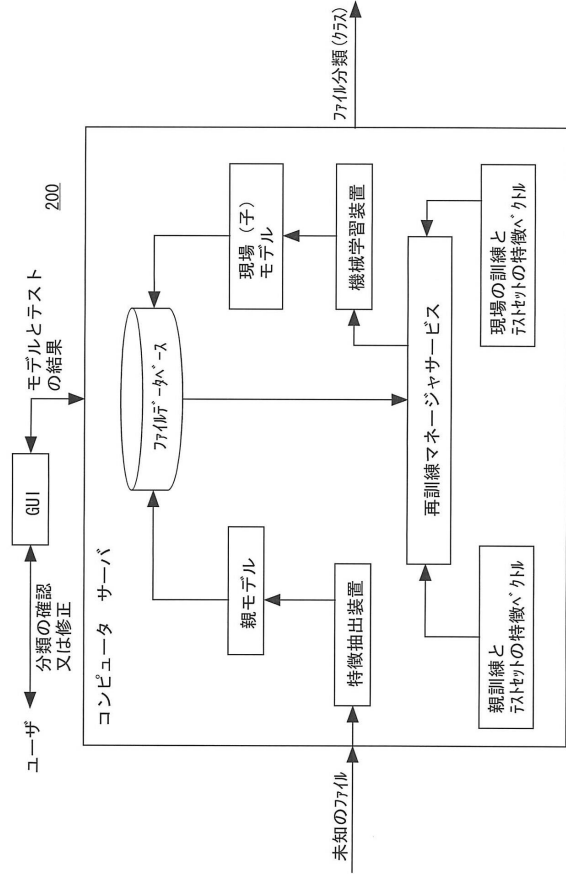 200
ユーザ
分類の確認
又は修正
GUI
モデルとテスト
の結果
コンピュータ サーバ
ファイルデータベース
親モデル
現場(子)
モデル
未知のファイル
特徴抽出装置
機械学習装置
ファイル分類(クラス)
再訓練マネージャサービス
親訓練と
テストセットの特徴ベクトル
現場の訓練と
テストセットの特徴ベクトル